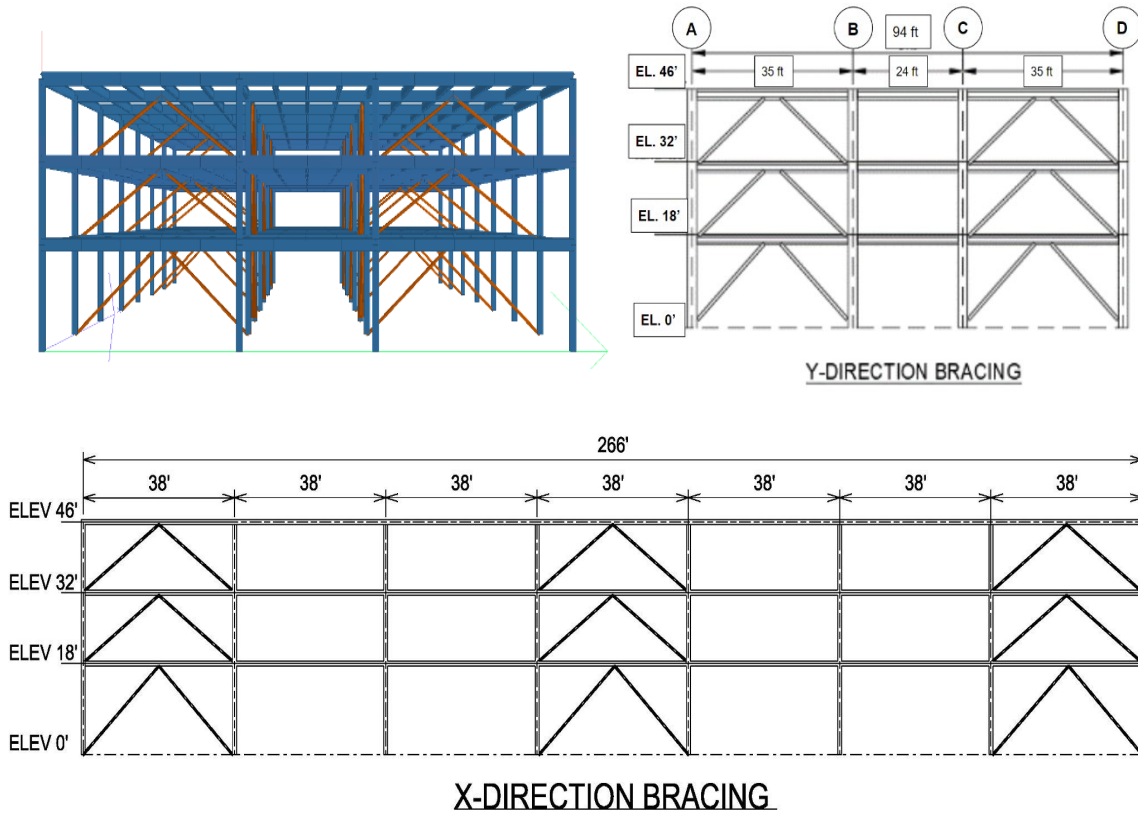 A B C D
94 ft
EL. 46'
35 ft 24 ft 35 ft
EL. 32'
EL. 18'
EL. 0'
Y-DIRECTION BRACING
266'
38' 38' 38' 38' 38' 38' 38'
ELEV 46'
ELEV 32'
ELEV 18'
ELEV 0'
X-DIRECTION BRACING